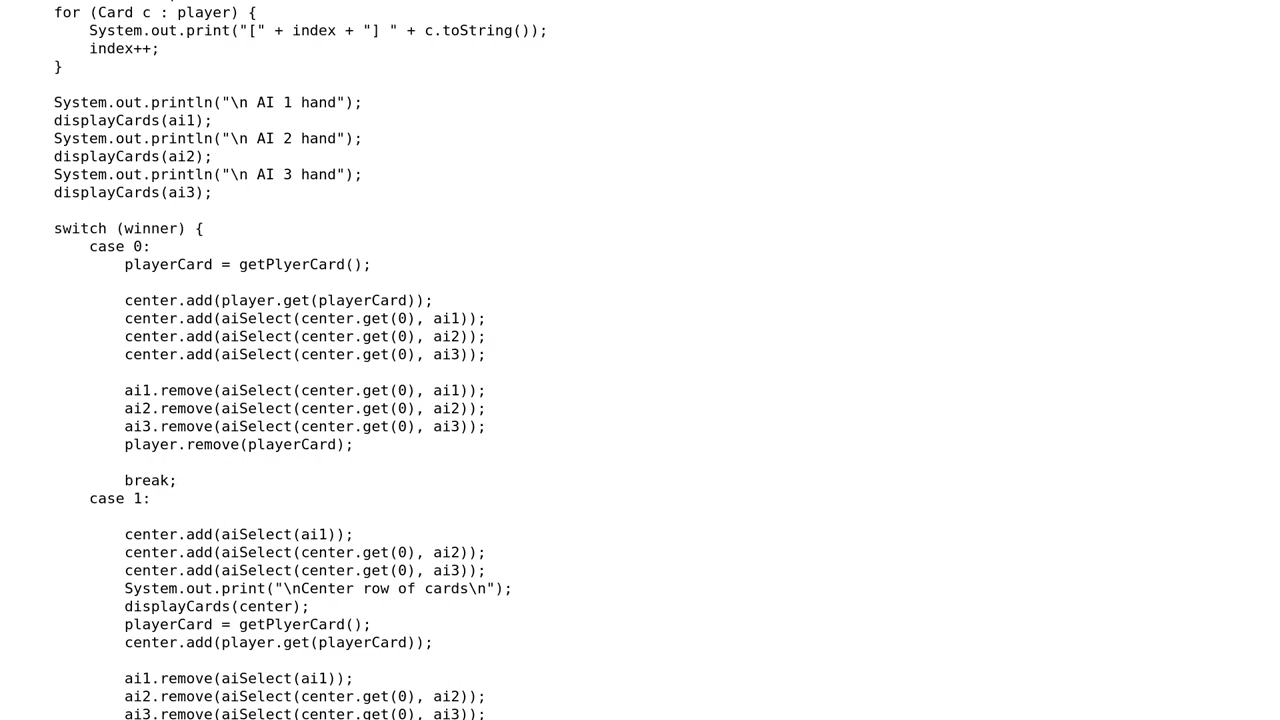 for (Card c : player) {
System.out.print("[" + index + "] " + c.toString());
index++;
}
System.out.println("\n AI 1 hand");
displayCards(ai1);
System.out.println("\n AI 2 hand");
displayCards(ai2);
System.out.println("\n AI 3 hand");
displayCards(ai3);
switch (winner) {
case 0:
playerCard = getPlyerCard();
center.add(player.get(playerCard));
center.add(aiSelect(center.get(0), ai1));
center.add(aiSelect(center.get(0), ai2));
center.add(aiSelect(center.get(0), ai3));
ai1.remove(aiSelect(center.get(0), ai1));
ai2.remove(aiSelect(center.get(0), ai2));
ai3.remove(aiSelect(center.get(0), ai3));
player.remove(playerCard);
break;
case 1:
center.add(aiSelect(ai1));
center.add(aiSelect(center.get(0), ai2));
center.add(aiSelect(center.get(0), ai3));
System.out.print("\nCenter row of cards\n");
displayCards(center);
playerCard = getPlyerCard();
center.add(player.get(playerCard));
ai1.remove(aiSelect(ai1));
ai2.remove(aiSelect(center.get(0), ai2));
ai3.remove(aiSelect(center.get(0), ai3));